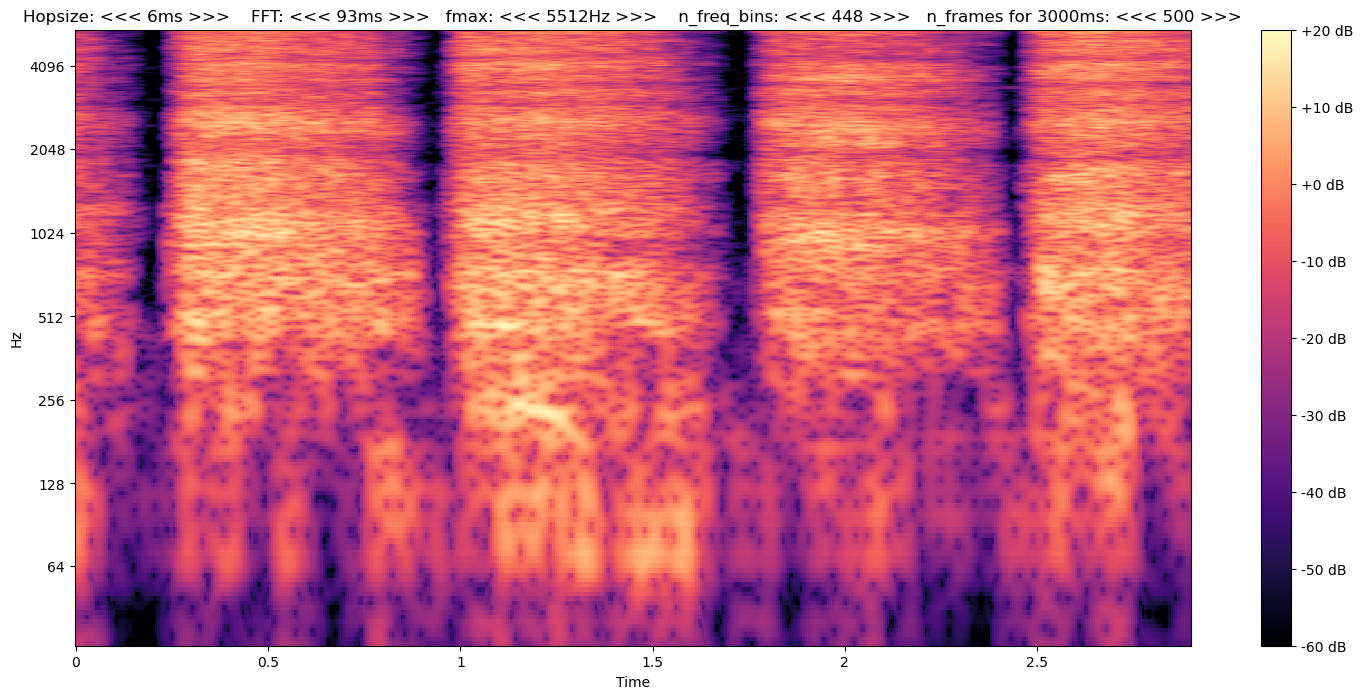 Hopsize: <<< 6ms >>> FFT: <<< 93ms >>> fmax: <<< 5512Hz >>> n_freq_bins: <<< 448 >>> n_frames for 3000ms: <<< 500 >>>
4096
2048
1024
512
256
128
64
Hz
0 0.5 1 1.5 2 2.5
Time
+20 dB
+10 dB
+0 dB
-10 dB
-20 dB
-30 dB
-40 dB
-50 dB
-60 dB